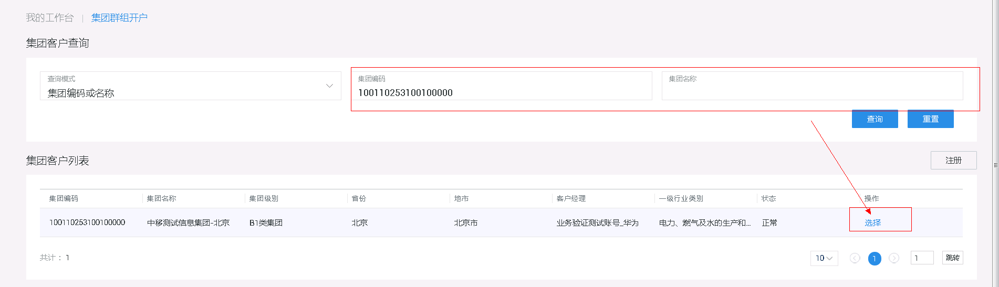 我的工作台 | 集团群组开户
集团客户查询
查询模式
集团编码或名称
集团编码
100110253100100000
集团名称
查询 重置
集团客户列表
注册
集团编码 集团名称 集团级别 省份 地市 客户经理 一级行业类别 状态 操作
100110253100100000 中移测试信息集团-北京 B1类集团 北京 北京市 业务验证测试账号_华为 电力、燃气及水的生产和... 正常 选择
共计： 1
10 1 1 跳转